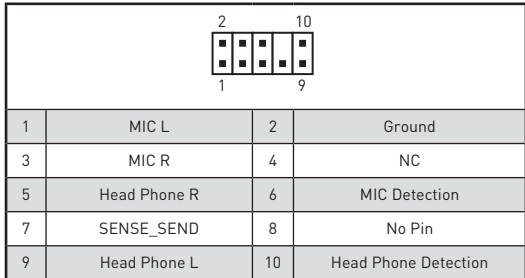 2 10
1 9
1 MIC L 2 Ground
3 MIC R 4 NC
5 Head Phone R 6 MIC Detection
7 SENSE_SEND 8 No Pin
9 Head Phone L 10 Head Phone Detection